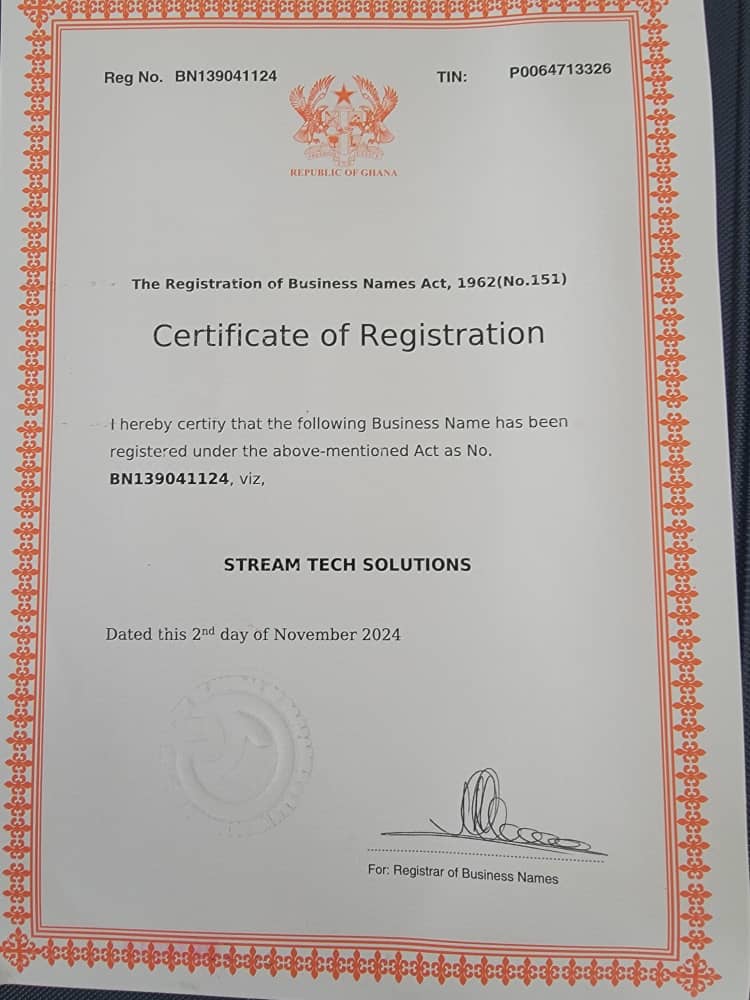 Reg No. BN139041124
TIN: P0064713326
REPUBLIC OF GHANA
The Registration of Business Names Act, 1962(No.151)
Certificate of Registration
I hereby certify that the following Business Name has been
registered under the above-mentioned Act as No.
BN139041124, viz,
STREAM TECH SOLUTIONS
Dated this 2nd day of November 2024
For: Registrar of Business Names